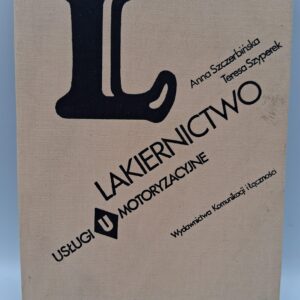 L
Anna Szczerbińska
Teresa Szyperek
LAKIERNICTWO
USŁUGI U MOTORYZACYJNE
Wydawnictwa Komunikacji i Łączności